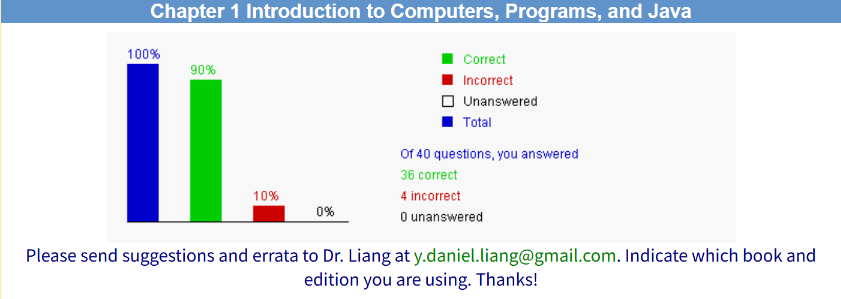 Chapter 1 Introduction to Computers, Programs, and Java
100%
90%
10%
0%
Correct
Incorrect
Unanswered
Total
Of 40 questions, you answered
36 correct
4 incorrect
0 unanswered
Please send suggestions and errata to Dr. Liang at y.daniel.liang@gmail.com. Indicate which book and
edition you are using. Thanks!